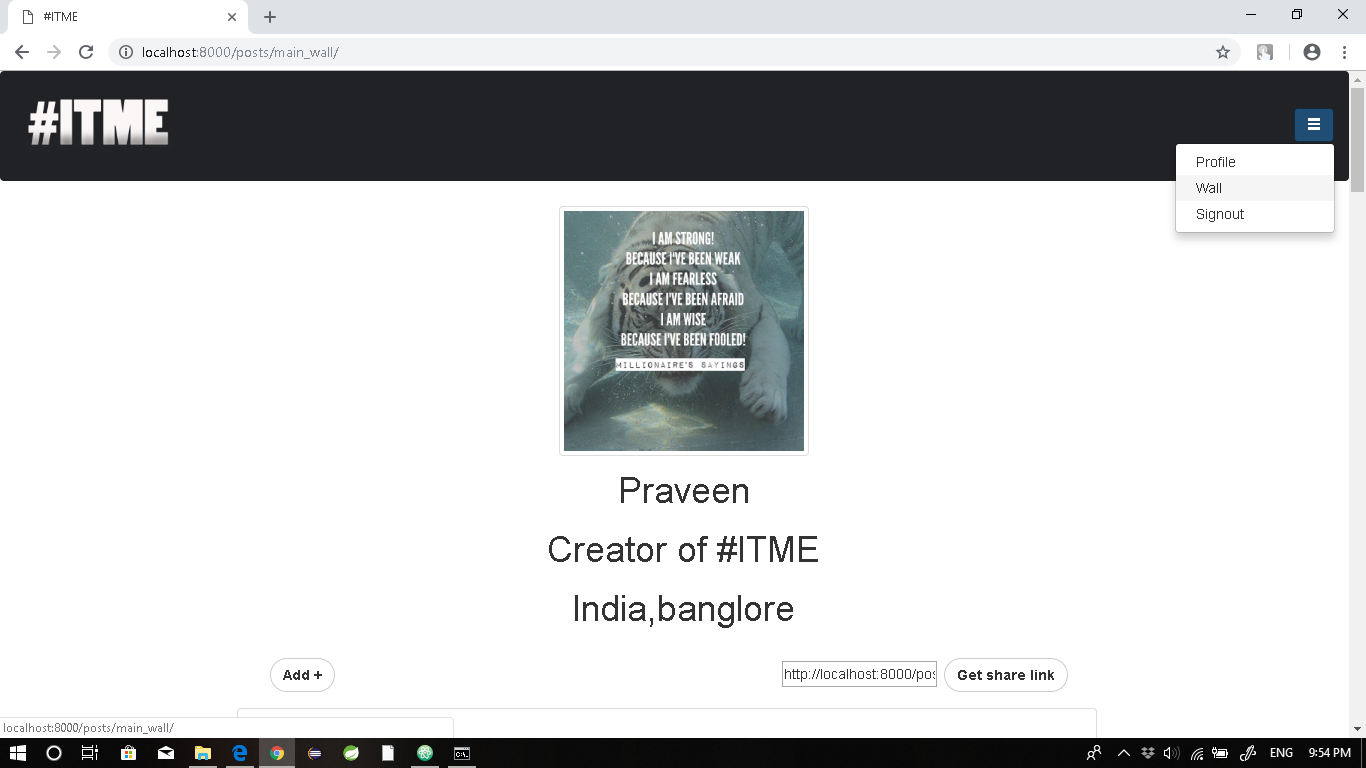 #ITME
localhost:8000/posts/main_wall/
#ITME
Profile
Wall
Signout
I AM STRONG!
BECAUSE I'VE BEEN WEAK
I AM FEARLESS
BECAUSE I'VE BEEN AFRAID
I AM WISE
BECAUSE I'VE BEEN FOOLED!
MILLIONAIRE'S SAYINGS
Praveen
Creator of #ITME
India,banglore
Add +
http://localhost:8000/pos
Get share link
localhost:8000/posts/main_wall/
ENG
9:54 PM